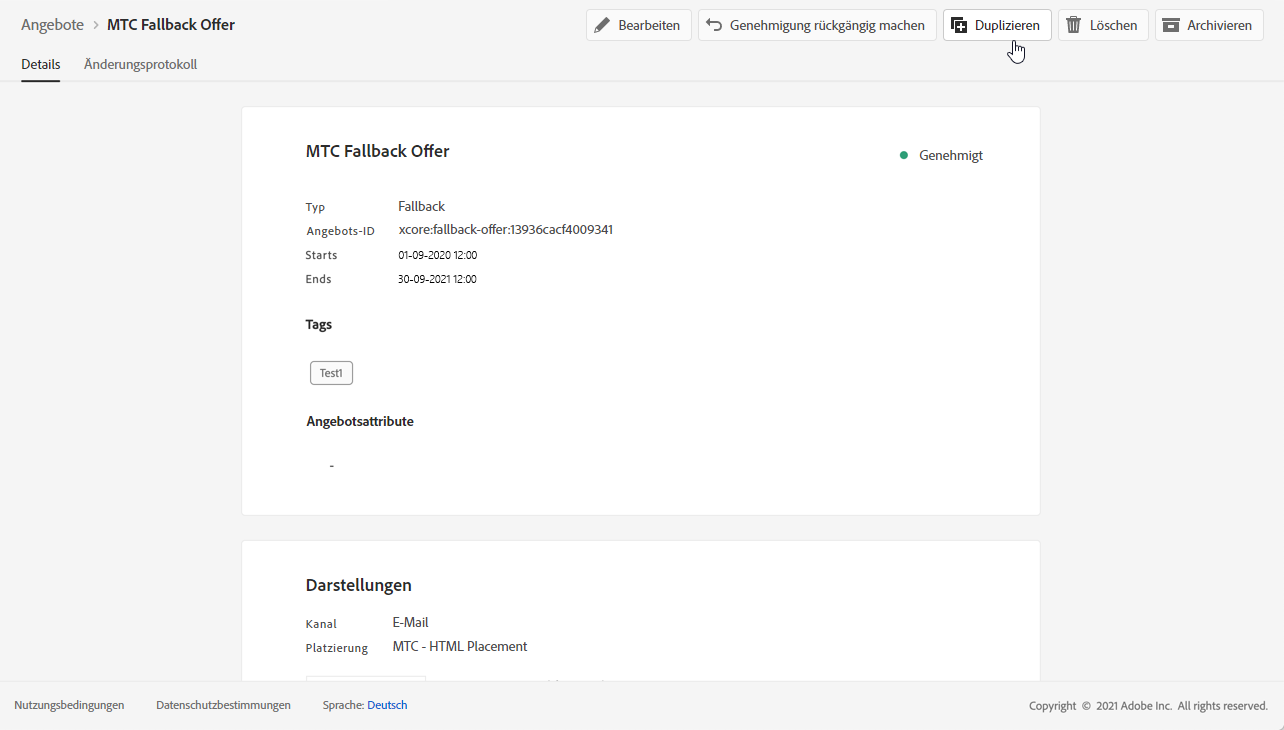 Angebote > MTC Fallback Offer
Bearbeiten
Genehmigung rückgängig machen
Duplizieren
Löschen
Archivieren
Details
Änderungsprotokoll
MTC Fallback Offer
Genehmigt
Typ Fallback
Angebots-ID xcore:fallback-offer:13936cacf4009341
Starts 01-09-2020 12:00
Ends 30-09-2021 12:00
Tags
Test1
Angebotsattribute
-
Darstellungen
Kanal E-Mail
Platzierung MTC - HTML Placement
Nutzungsbedingungen
Datenschutzbestimmungen
Sprache: Deutsch
Copyright © 2021 Adobe Inc. All rights reserved.